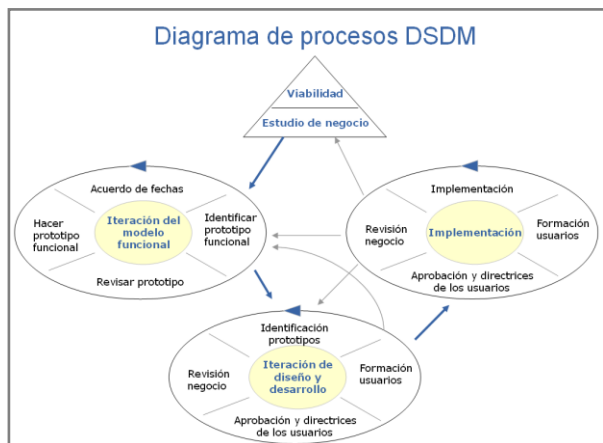 Diagrama de procesos DSDM
Viabilidad
Estudio de negocio
Acuerdo de fechas
Hacer
prototipo
funcional
Iteración del
modelo
funcional
Identificar
prototipo
funcional
Revisar prototipo
Implementación
Revisión
negocio
Implementación
Formación
usuarios
Aprobación y directrices
de los usuarios
Identificación
prototipos
Revisión
negocio
Iteración de
diseño y
desarrollo
Formación
usuarios
Aprobación y directrices
de los usuarios